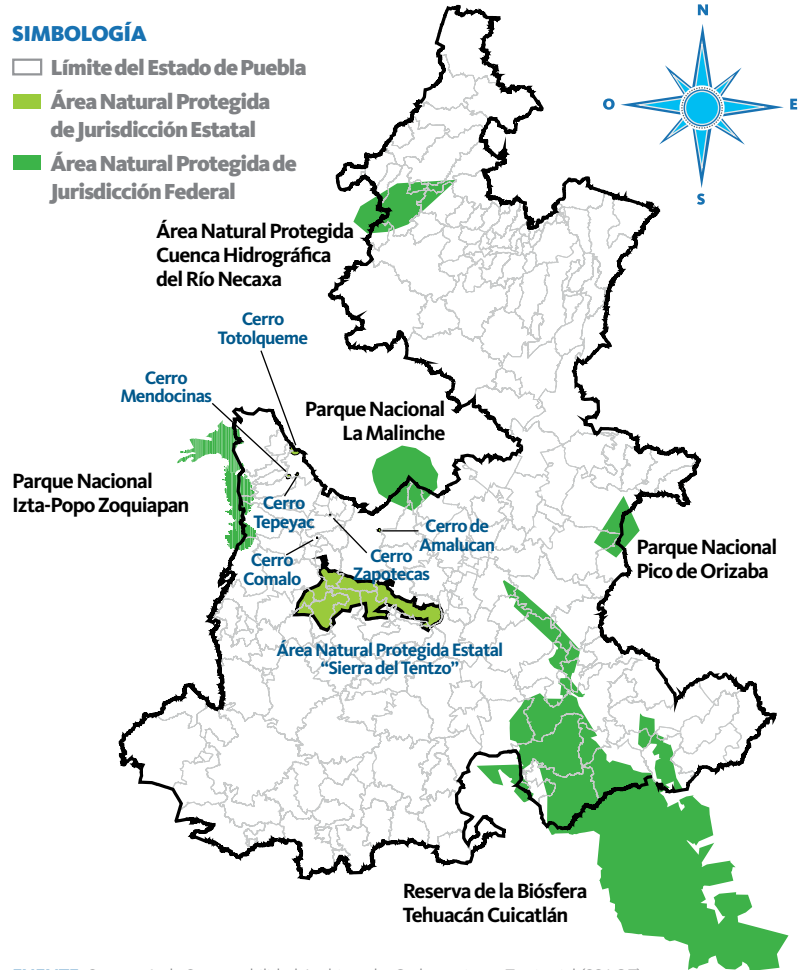 SIMBOLOGÍA
Límite del Estado de Puebla
Área Natural Protegida
de Jurisdicción Estatal
Área Natural Protegida de
Jurisdicción Federal
N
O
E
S
Área Natural Protegida
Cuenca Hidrográfica
del Río Necaxa
Cerro
Totolqueme
Cerro
Mendocinas
Parque Nacional
La Malinche
Parque Nacional
Izta-Popo Zoquiapan
Cerro
Tepeyac
Cerro de
Amalucan
Cerro
Comalo
Cerro
Zapotecas
Parque Nacional
Pico de Orizaba
Área Natural Protegida Estatal
“Sierra del Tentzo”
Reserva de la Biósfera
Tehuacán Cuicatlán